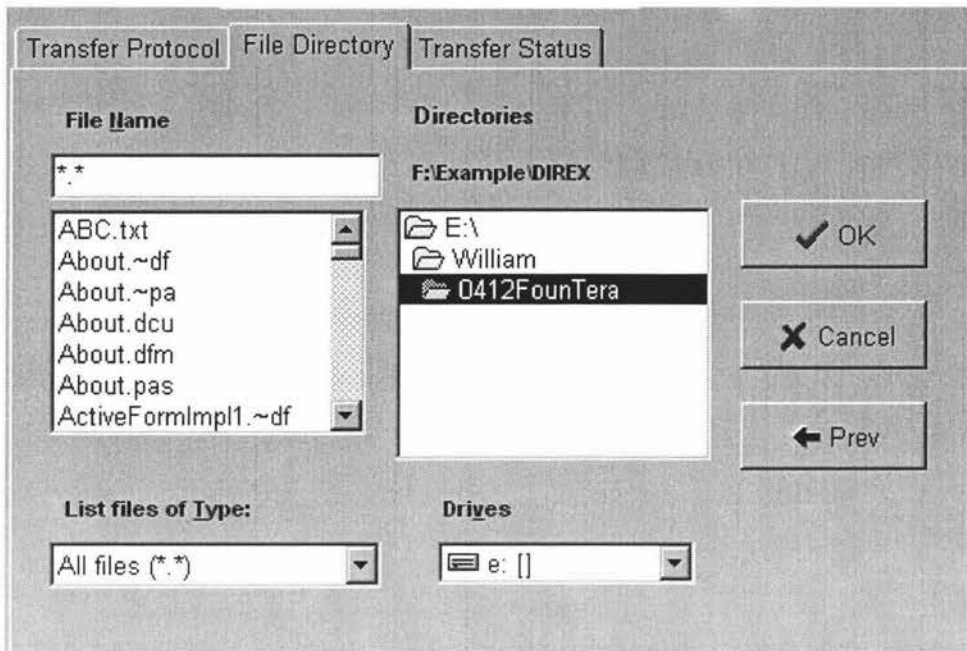 Transfer Protocol File Directory Transfer Status
File Name
*.*
ABC.txt
About.~df
About.~pa
About.dcu
About.dfm
About.pas
ActiveFormImpl1.~df
List files of Type:
All files (*.*)
Directories
F:\Example\DIREX
E:\
William
0412FounTera
Drives
e: []
OK
Cancel
Prev